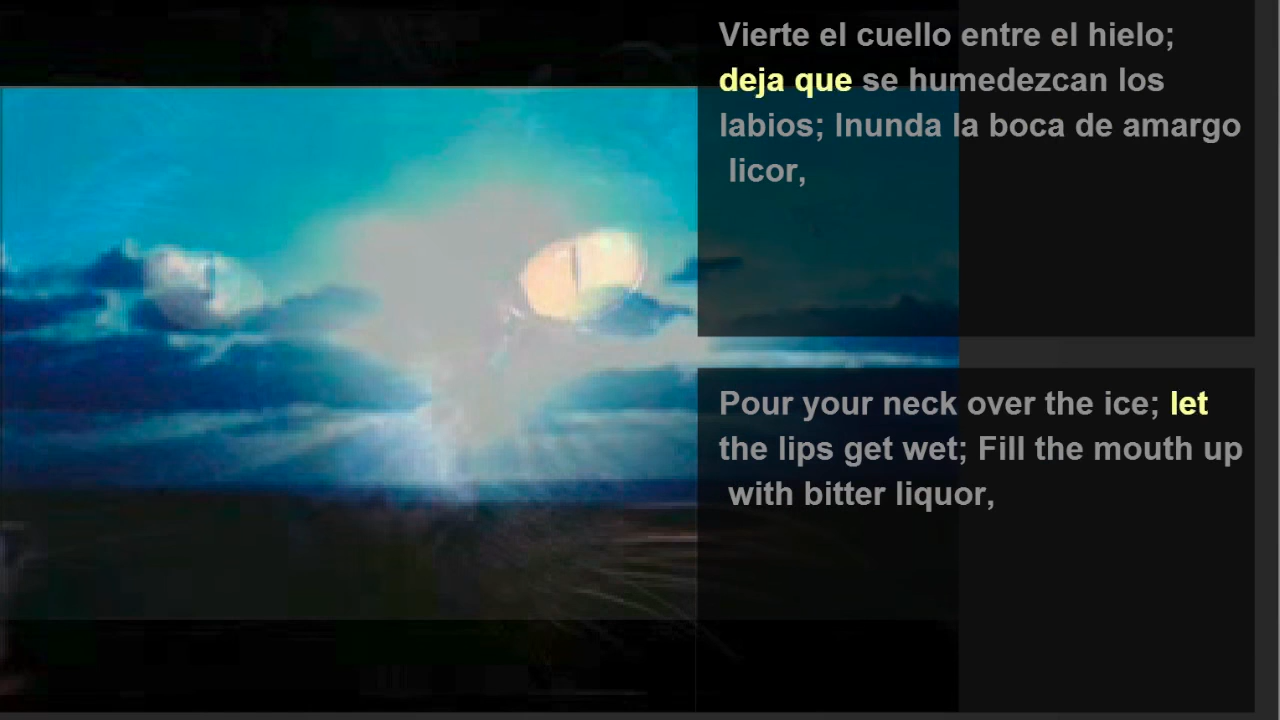 Vierte el cuello entre el hielo;
deja que se humedezcan los
labios; Inunda la boca de amargo
licor,
Pour your neck over the ice; let
the lips get wet; Fill the mouth up
with bitter liquor,